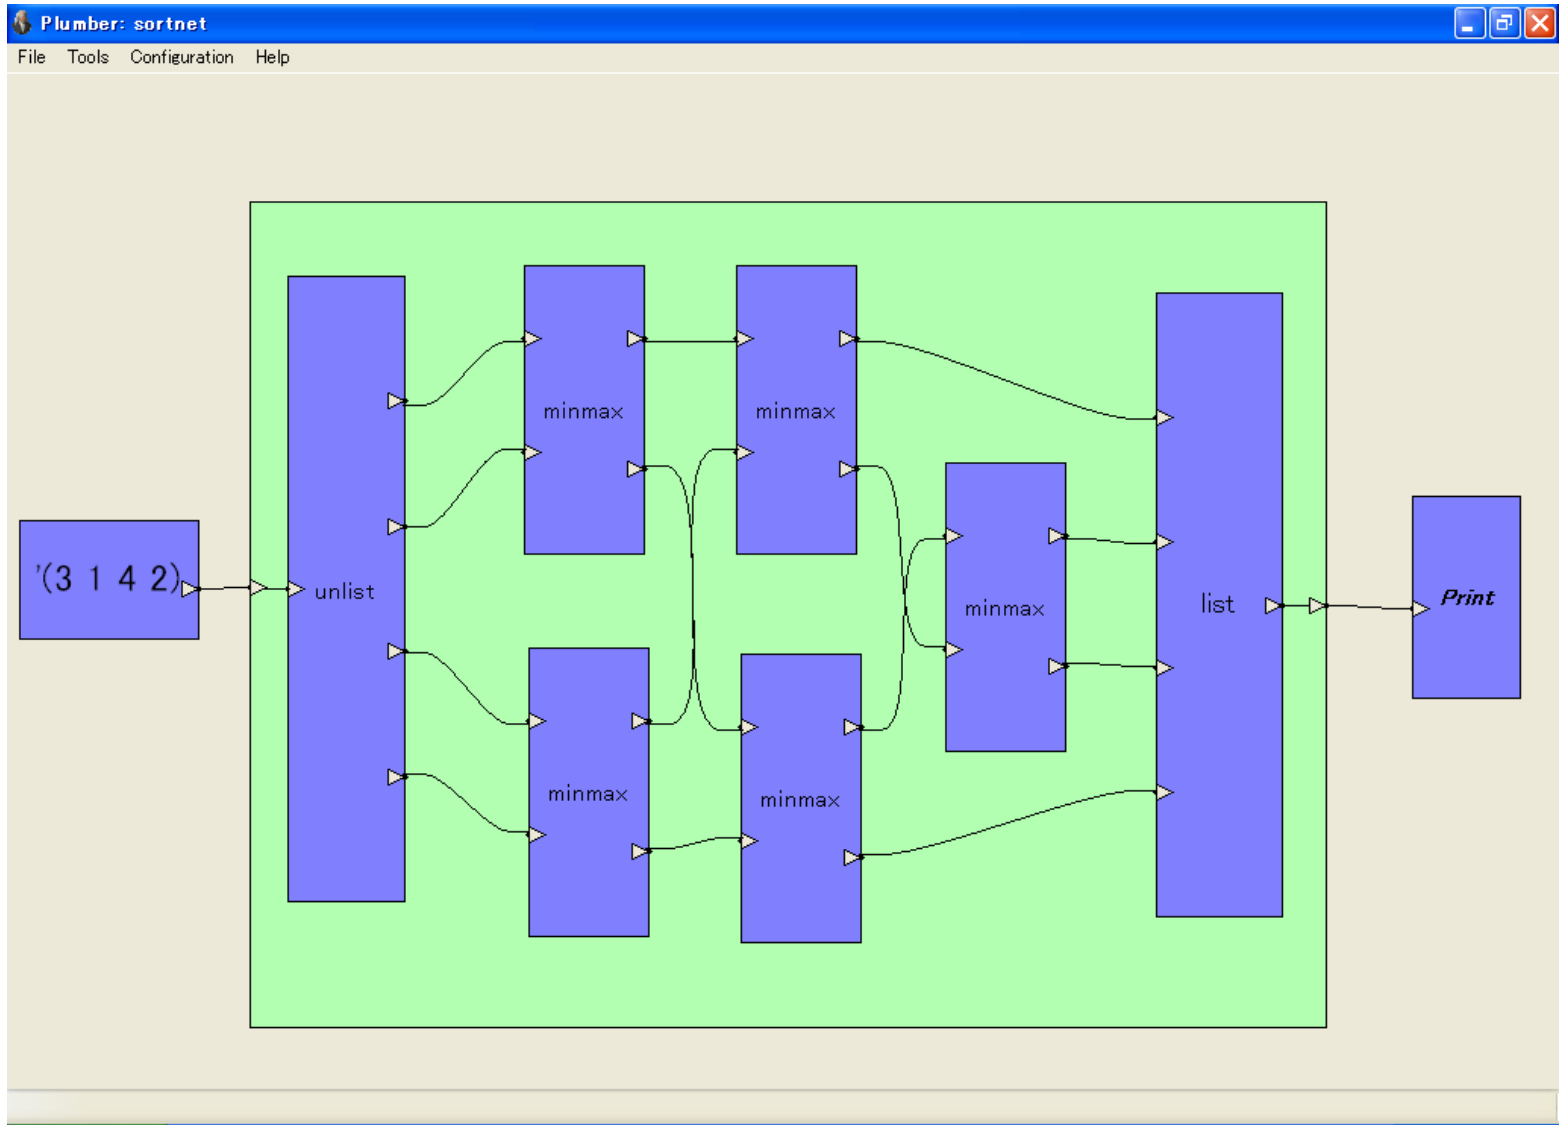 Plumber: sortnet
File Tools Configuration Help
minmax
minmax
'(3 1 4 2)
unlist
minmax
list
Print
minmax
minmax